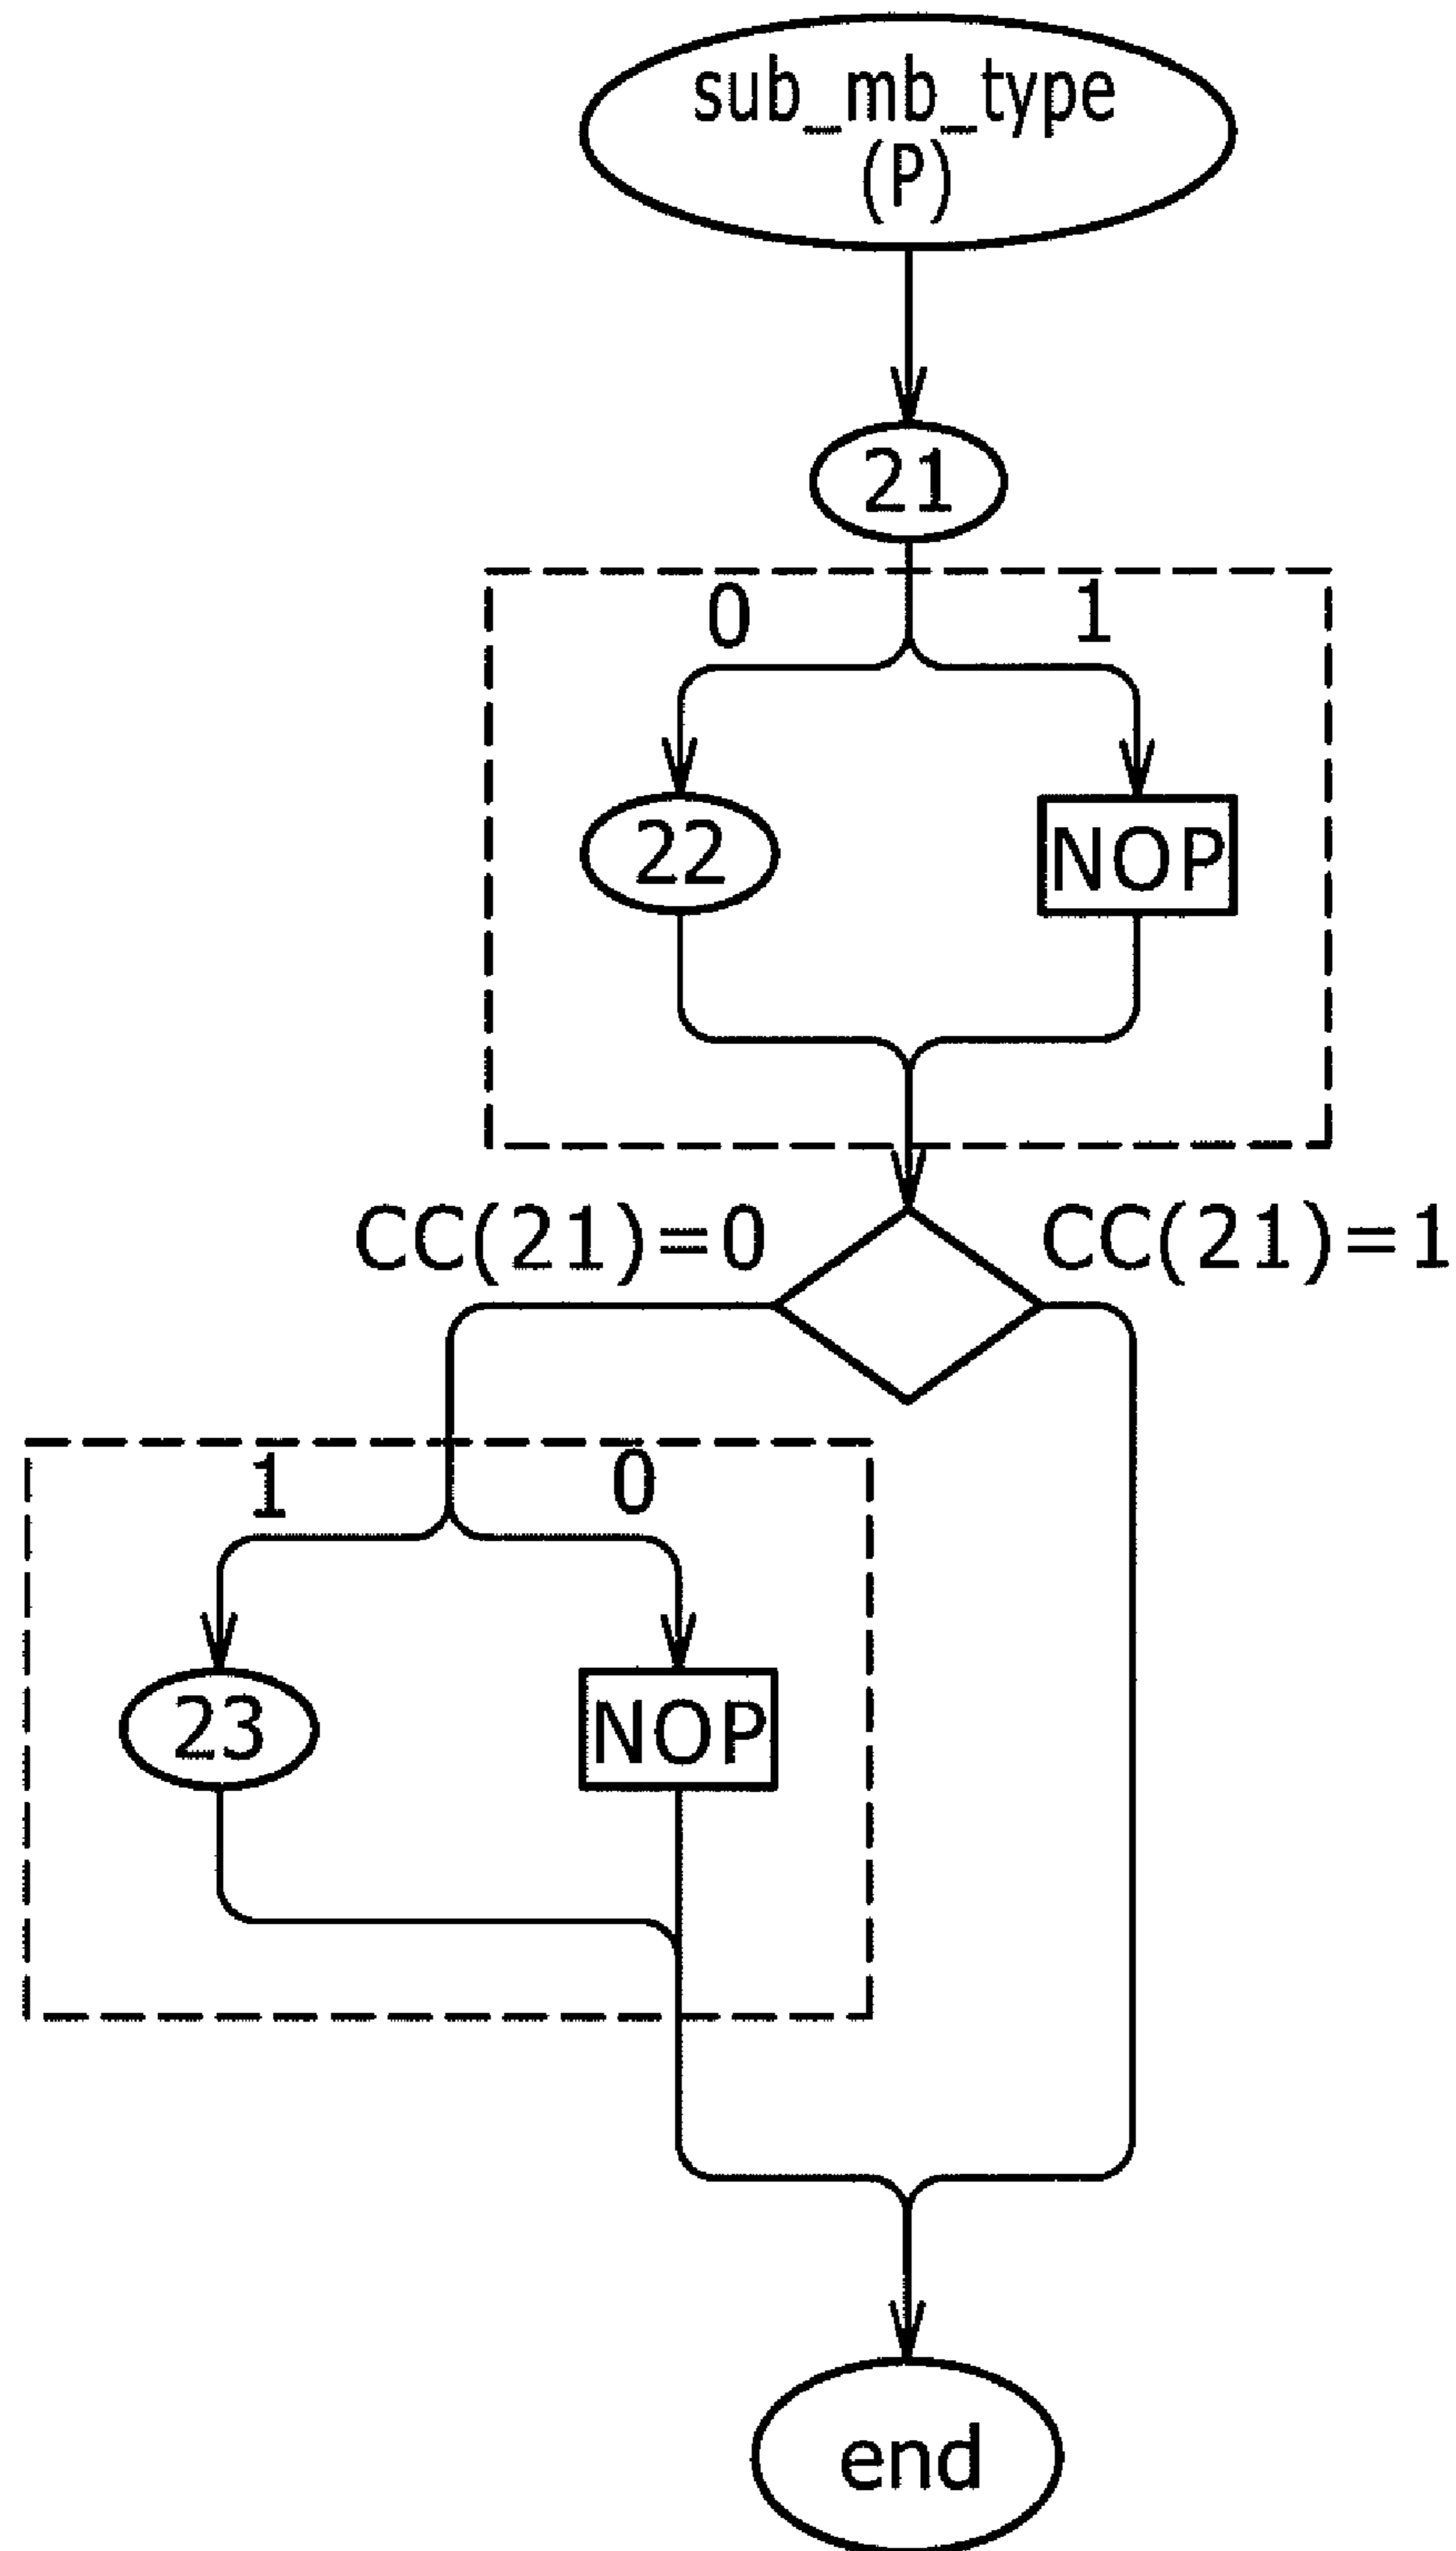 sub_mb_type
(P)
21
0
1
22
NOP
CC(21)=0
CC(21)=1
1
0
23
NOP
end